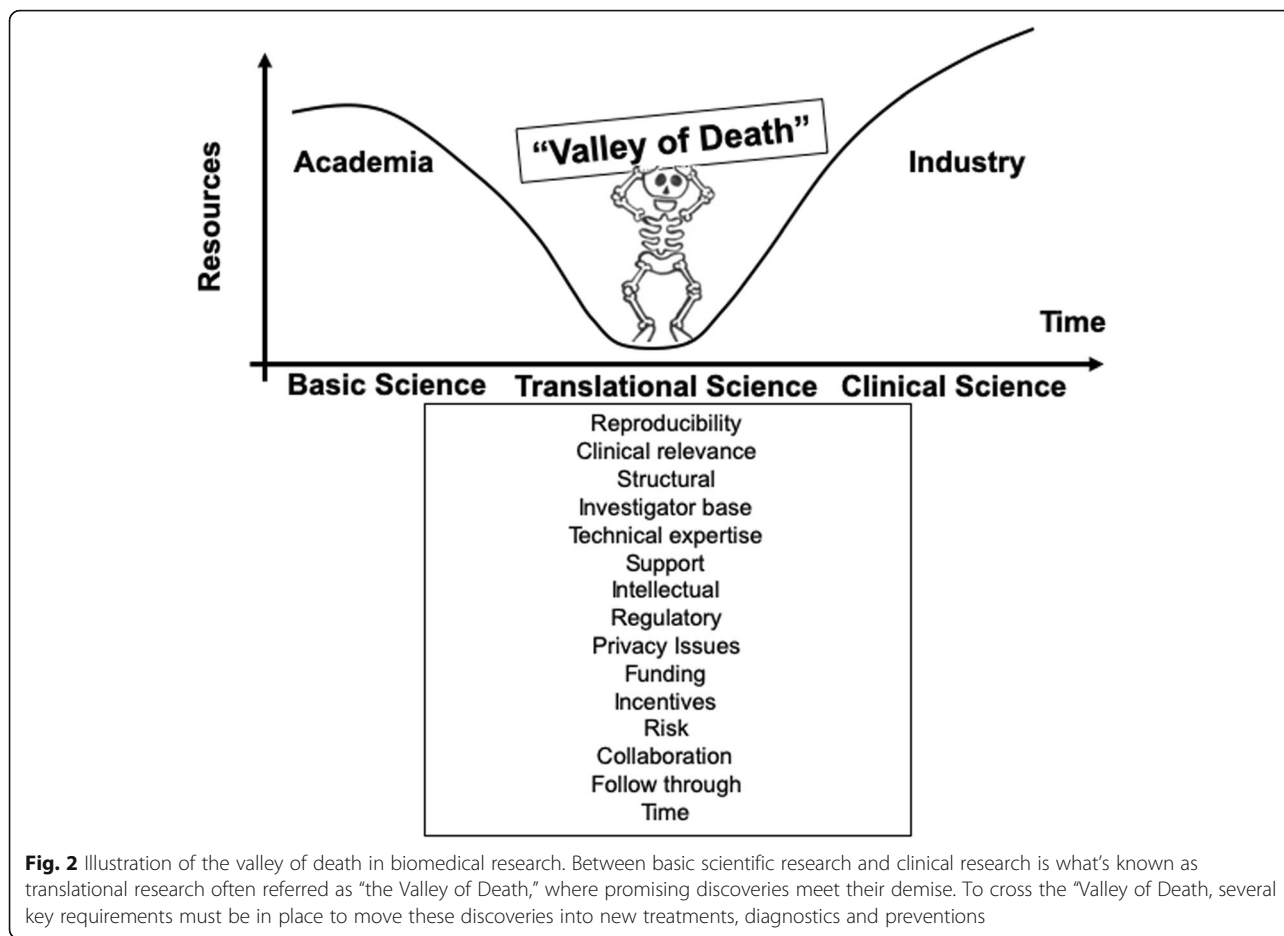 “Valley of Death”
Academia
Industry
Resources
Time
Basic Science
Translational Science
Clinical Science
Reproducibility
Clinical relevance
Structural
Investigator base
Technical expertise
Support
Intellectual
Regulatory
Privacy Issues
Funding
Incentives
Risk
Collaboration
Follow through
Time
Fig. 2 Illustration of the valley of death in biomedical research. Between basic scientific research and clinical research is what’s known as
translational research often referred as “the Valley of Death,” where promising discoveries meet their demise. To cross the “Valley of Death, several
key requirements must be in place to move these discoveries into new treatments, diagnostics and preventions